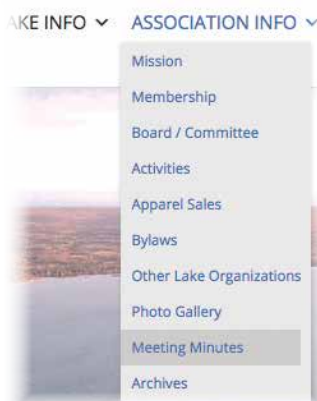 AKE INFO ASSOCIATION INFO
Mission
Membership
Board / Committee
Activities
Apparel Sales
Bylaws
Other Lake Organizations
Photo Gallery
Meeting Minutes
Archives